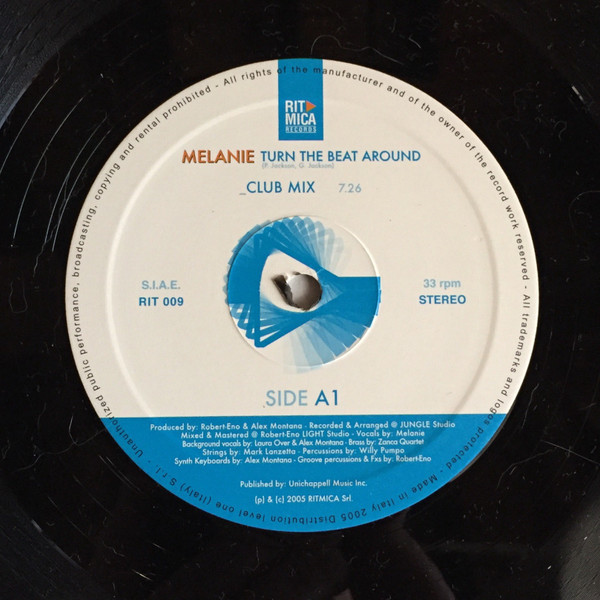 Unauthorized public performance, broadcasting, copying and rental prohibited - All rights of the manufacturer and of the owner of the record work reserved - All trademarks and logos protected - Made in Italy 2005 Distribution level one (Italy) S.r.l. -
RIT
MICA
RECORDS
MELANIE TURN THE BEAT AROUND
(P. Jackson, G. Jackson)
_CLUB MIX 7.26
S.I.A.E. 33 rpm
RIT 009 STEREO
SIDE A1
Produced by: Robert-Eno & Alex Montana - Recorded & Arranged @ JUNGLE Studio
Mixed & Mastered @ Robert-Eno LIGHT Studio - Vocals by: Melanie
Background vocals by: Laura Over & Alex Montana - Brass by: Zanca Quartet
Strings by: Mark Lanzetta - Percussions by: Willy Pumpo
Synth Keyboards by: Alex Montana - Groove percussions & Fxs by: Robert-Eno
Published by: Unichappell Music Inc.
(p) & (c) 2005 RITMICA Srl.